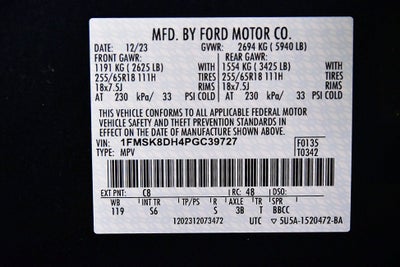 MFD. BY FORD MOTOR CO.
DATE: 12/23 GVWR: 2694 KG ( 5940 LB)
FRONT GAWR: REAR GAWR:
1191 KG ( 2625 LB) 1554 KG ( 3425 LB)
255/65R18 111H TIRES 255/65R18 111H
18x7.5J RIMS 18x7.5J
AT 230 kPa/ 33 PSI COLD AT 230 kPa/ 33 PSI COLD
THIS VEHICLE CONFORMS TO ALL APPLICABLE FEDERAL MOTOR
VEHICLE SAFETY AND THEFT PREVENTION STANDARDS IN EFFECT
ON THE DATE OF MANUFACTURE SHOWN ABOVE.
VIN: 1FMSK8DH4PGC39727 F0135
TYPE: MPV T0342
EXT PNT: C8 RC: 48 DSO:
WB INT TR TP/PS R AXLE TR SPR
119 S6 S 3B T BBCC
1202312073472 UTC ▽ 5U5A-1520472-BA